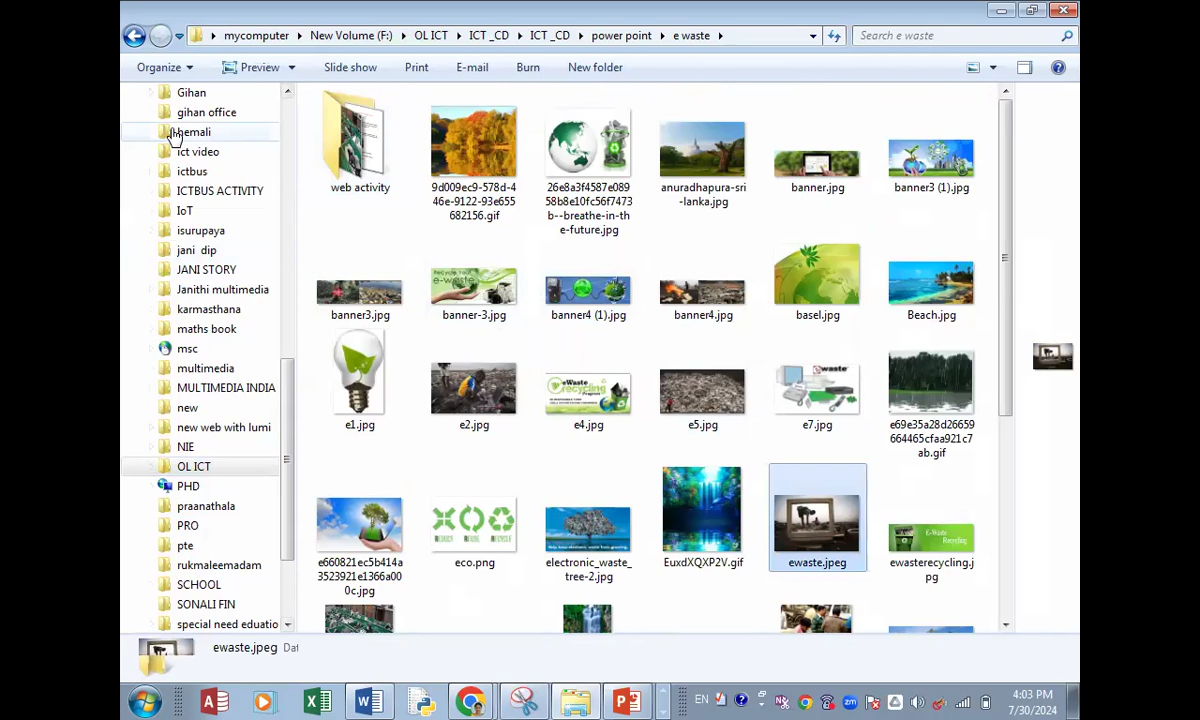 mycomputer New Volume (F:) OL ICT ICT _CD ICT _CD power point e waste
Search e waste
Organize Preview Slide show Print E-mail Burn New folder
Gihan
gihan office
hemali
ict video
ictbus
ICTBUS ACTIVITY
IoT
isurupaya
jani dip
JANI STORY
Janithi multimedia
karmasthana
maths book
msc
multimedia
MULTIMEDIA INDIA
new
new web with lumi
NIE
OL ICT
PHD
praanathala
PRO
pte
rukmaleemadam
SCHOOL
SONALI FIN
special need eduatio
web activity
9d009ec9-578d-4
46e-9122-93e655
682156.gif
26e8a3f4587e089
58b8e10fc56f7473
b--breathe-in-th
e-future.jpg
anuradhapura-sri
-lanka.jpg
banner.jpg
banner3 (1).jpg
banner3.jpg
banner-3.jpg
banner4 (1).jpg
banner4.jpg
basel.jpg
Beach.jpg
e1.jpg
e2.jpg
e4.jpg
e5.jpg
e7.jpg
e69e35a28d26659
664465cfaa921c7
ab.gif
e660821ec5b414a
3523921e1366a00
0c.jpg
eco.png
electronic_waste_
tree-2.jpg
EuxdXQXP2V.gif
ewaste.jpeg
ewasterecycling.j
pg
ewaste.jpeg Dat
EN
4:03 PM
7/30/2024